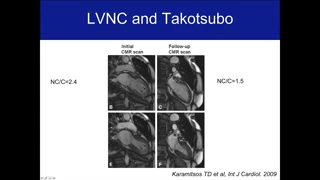 LVNC and Takotsubo
Initial
CMR scan
Follow-up
CMR scan
NC/C=2.4
NC/C=1.5
B
C
E
F
Karamitsos TD et al, Int J Cardiol. 2009